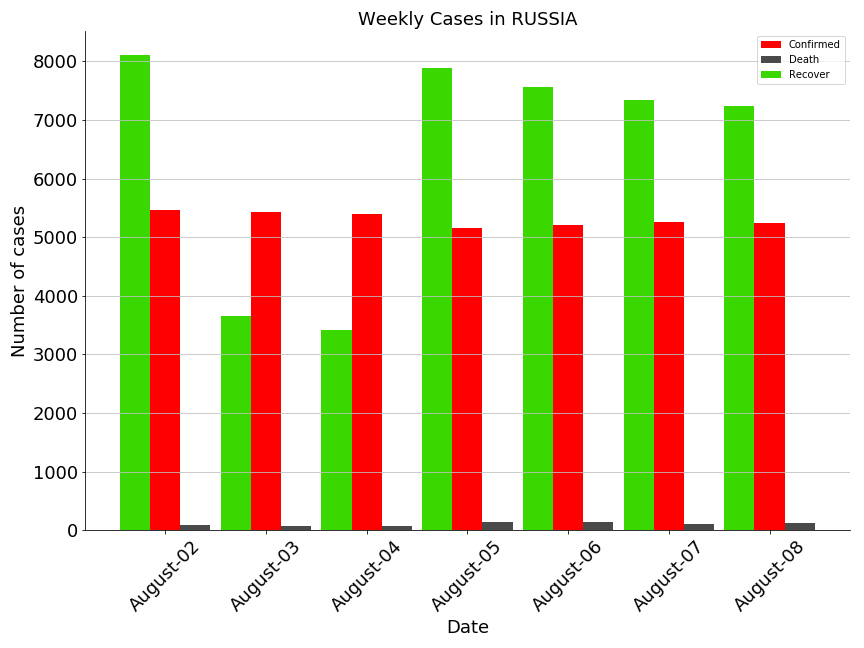 Weekly Cases in RUSSIA
Confirmed
Death
Recover
Number of cases
8000
7000
6000
5000
4000
3000
2000
1000
0
August-02
August-03
August-04
August-05
August-06
August-07
August-08
Date